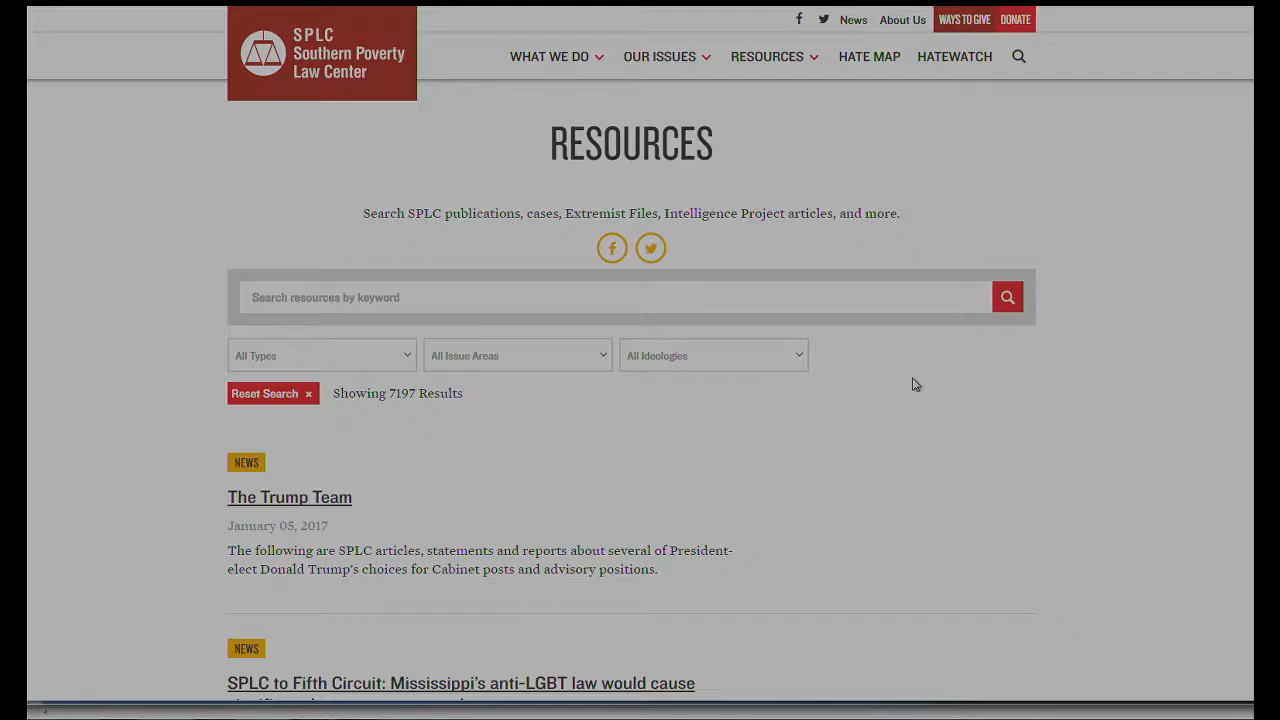 News
About Us
WAYS TO GIVE
DONATE
SPLC
Southern Poverty
Law Center
WHAT WE DO
OUR ISSUES
RESOURCES
HATE MAP
HATEWATCH
RESOURCES
Search SPLC publications, cases, Extremist Files, Intelligence Project articles, and more.
Search resources by keyword
All Types
All Issue Areas
All Ideologies
Reset Search ×
Showing 7197 Results
NEWS
The Trump Team
January 05, 2017
The following are SPLC articles, statements and reports about several of President-
elect Donald Trump's choices for Cabinet posts and advisory positions.
NEWS
SPLC to Fifth Circuit: Mississippi's anti-LGBT law would cause